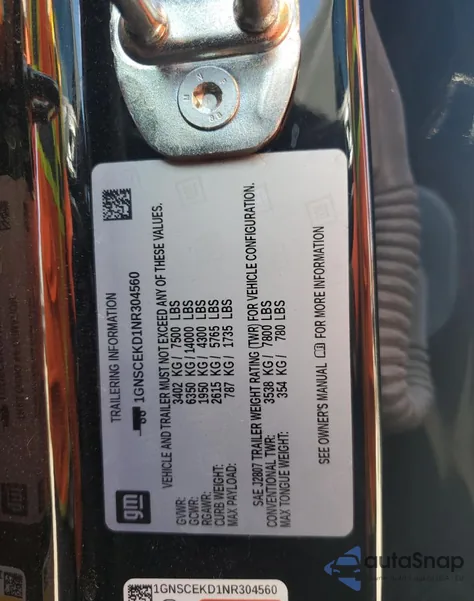 TRAILERING INFORMATION
1GNSCEKD1NR304560
VEHICLE AND TRAILER MUST NOT EXCEED ANY OF THESE VALUES.
GVWR: 3402 KG / 7500 LBS
GCWR: 6350 KG / 14000 LBS
RGAWR: 1950 KG / 4300 LBS
CURB WEIGHT: 2615 KG / 5765 LBS
MAX PAYLOAD: 787 KG / 1735 LBS
SAE J2807 TRAILER WEIGHT RATING (TWR) FOR VEHICLE CONFIGURATION.
CONVENTIONAL TWR: 3538 KG / 7800 LBS
MAX TONGUE WEIGHT: 354 KG / 780 LBS
SEE OWNER'S MANUAL FOR MORE INFORMATION
gm
1GNSCEKD1NR304560
autoSnap